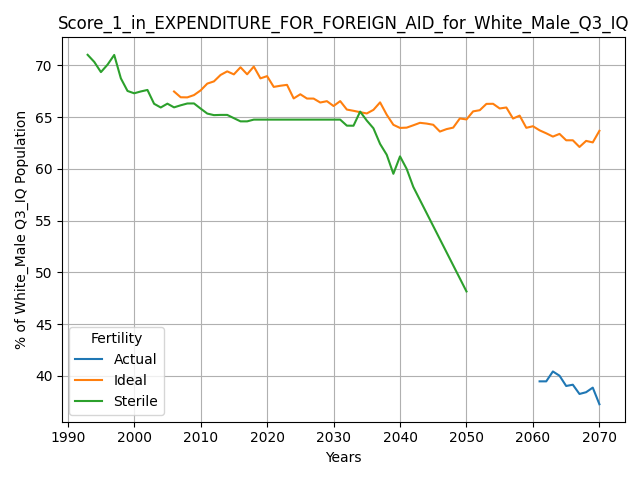 Score_1_in_EXPENDITURE_FOR_FOREIGN_AID_for_White_Male_Q3_IQ
% of White_Male Q3_IQ Population
70
65
60
55
50
45
40
Fertility
Actual
Ideal
Sterile
1990 2000 2010 2020 2030 2040 2050 2060 2070
Years